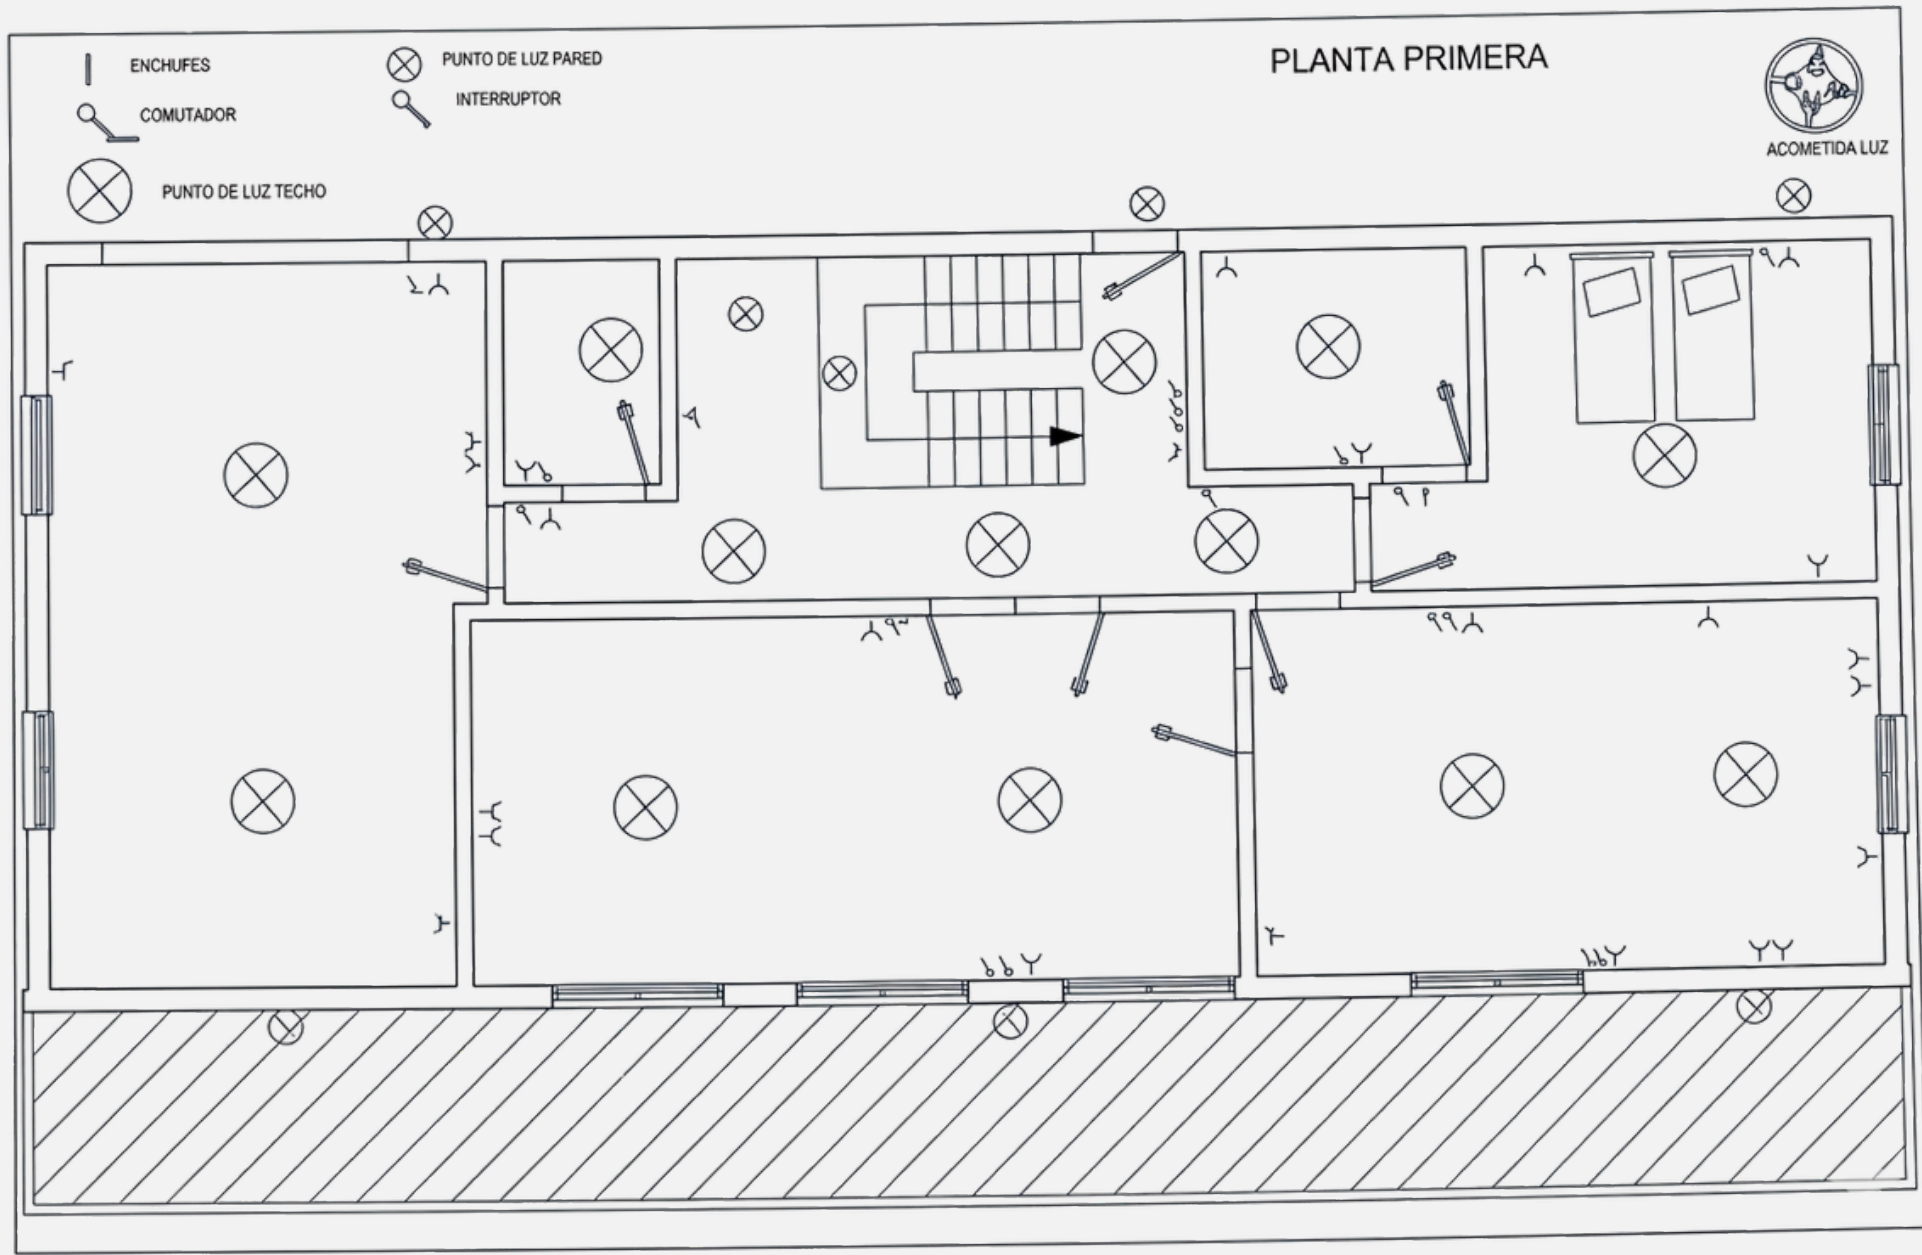 ENCHUFES
COMUTADOR
PUNTO DE LUZ TECHO
PUNTO DE LUZ PARED
INTERRUPTOR
PLANTA PRIMERA
ACOMETIDA LUZ